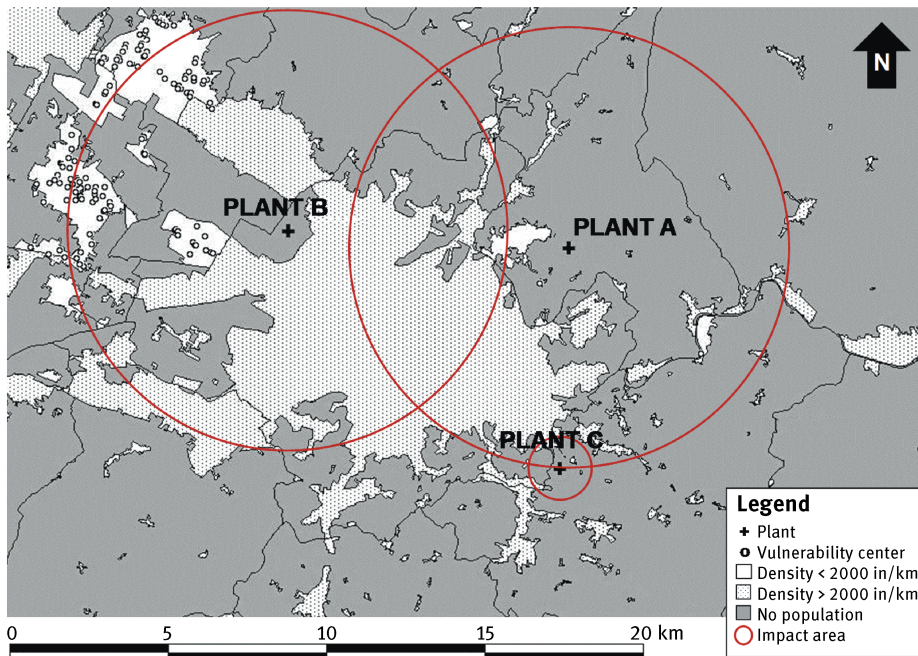 N
PLANT B
PLANT A
PLANT C
Legend
Plant
Vulnerability center
Density < 2000 in/km
Density > 2000 in/km
No population
Impact area
0 5 10 15 20 km